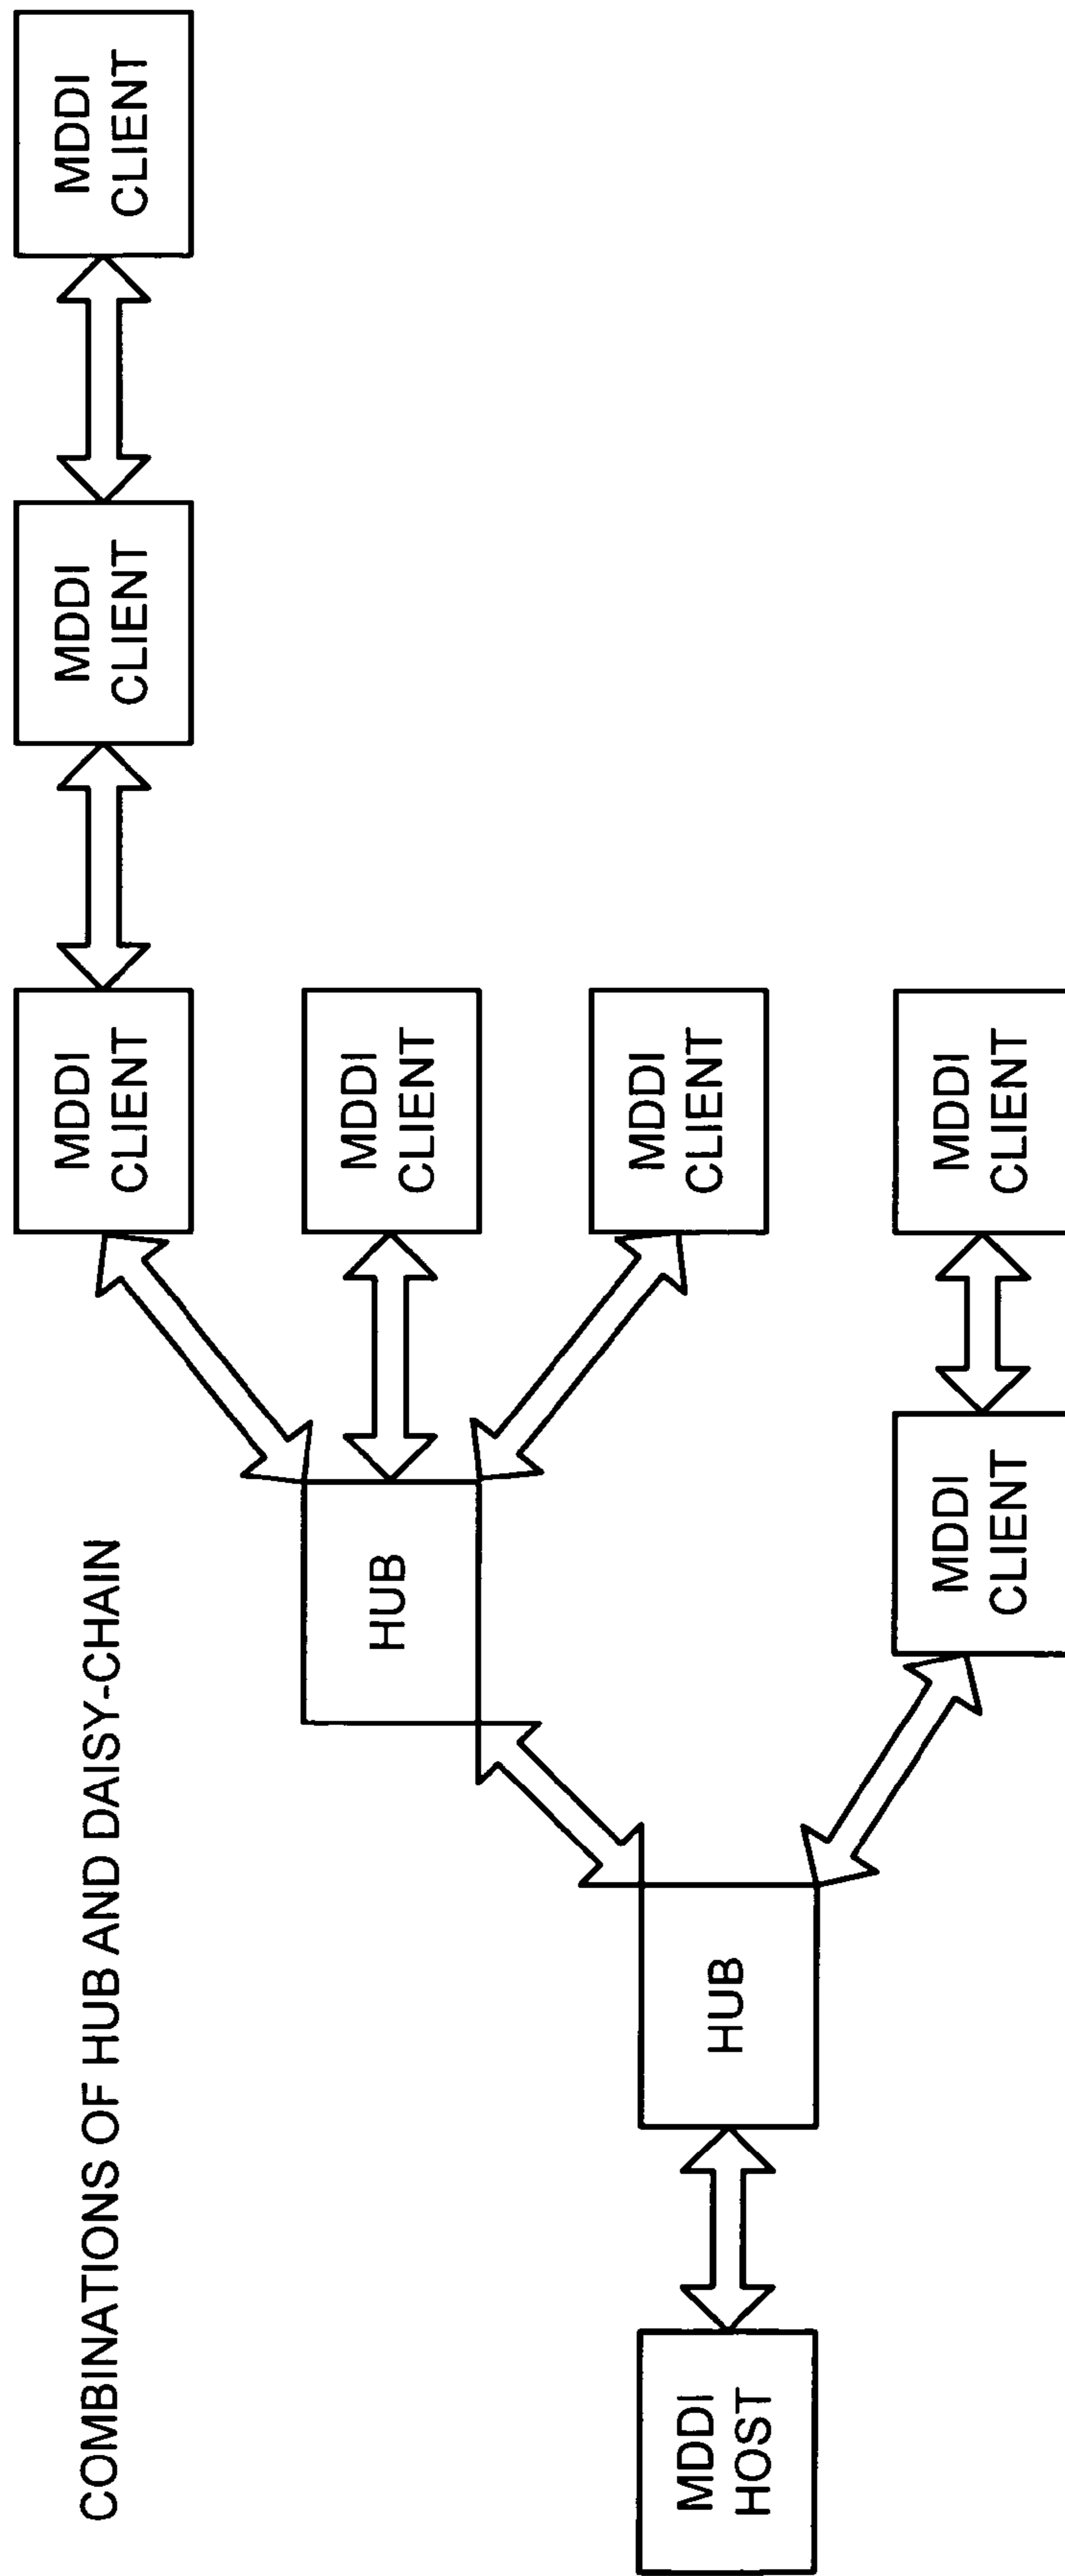 COMBINATIONS OF HUB AND DAISY-CHAIN
MDDI
CLIENT
MDDI
CLIENT
MDDI
CLIENT
MDDI
CLIENT
HUB
MDDI
CLIENT
MDDI
HOST
HUB
MDDI
CLIENT
MDDI
CLIENT